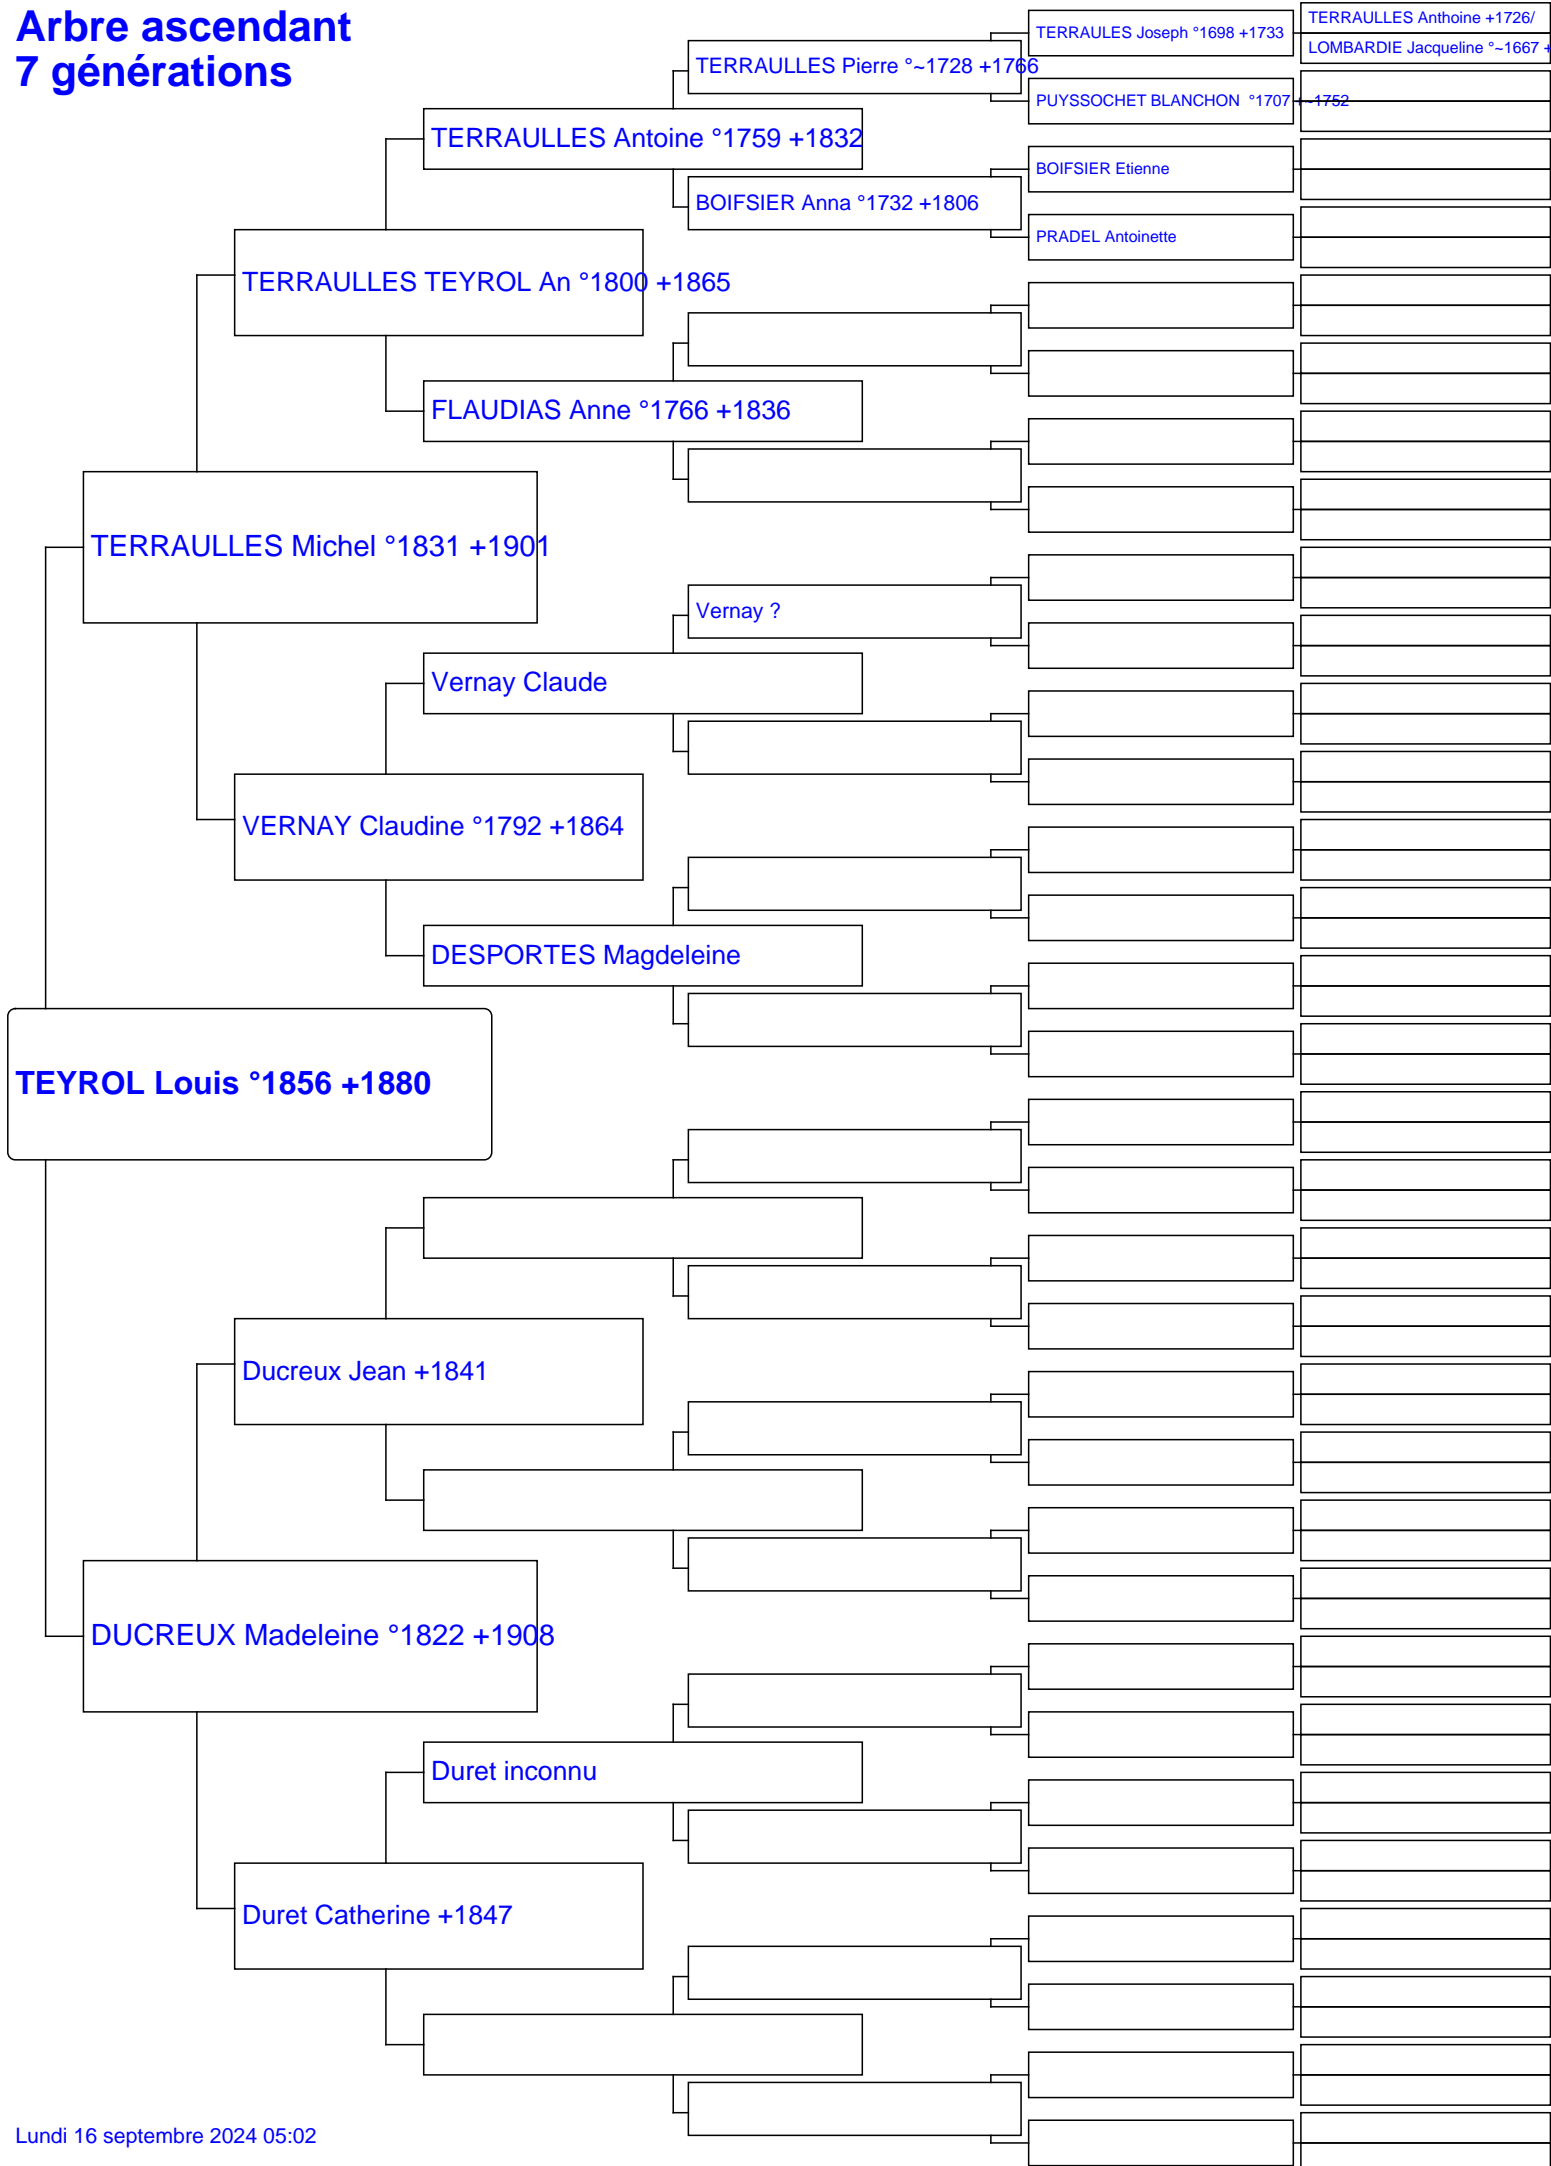 Arbre ascendant
7 générations
TERRAULLES Anthoine +1726/
TERRAULES Joseph °1698 +1733
LOMBARDIE Jacqueline °~1667 +
TERRAULLES Pierre °~1728 +1766
PUYSSOCHET BLANCHON °1707 +~1752
TERRAULLES Antoine °1759 +1832
BOIFSIER Etienne
BOIFSIER Anna °1732 +1806
PRADEL Antoinette
TERRAULLES TEYROL An °1800 +1865
FLAUDIAS Anne °1766 +1836
TERRAULLES Michel °1831 +1901
Vernay ?
Vernay Claude
VERNAY Claudine °1792 +1864
DESPORTES Magdeleine
TEYROL Louis °1856 +1880
Ducreux Jean +1841
DUCREUX Madeleine °1822 +1908
Duret inconnu
Duret Catherine +1847
Lundi 16 septembre 2024 05:02